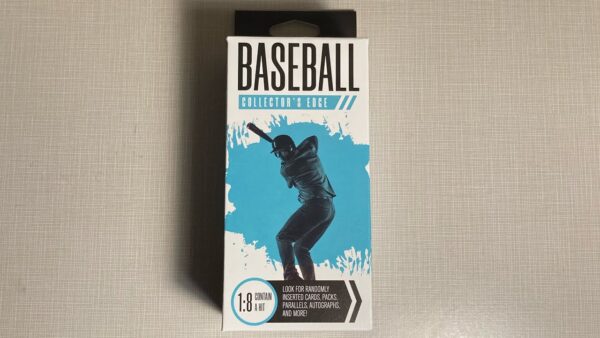 BASEBALL
COLLECTOR'S EDGE
1:8 CONTAIN
A HIT
LOOK FOR RANDOMLY
INSERTED CARDS, PACKS,
PARALLELS, AUTOGRAPHS,
AND MORE!